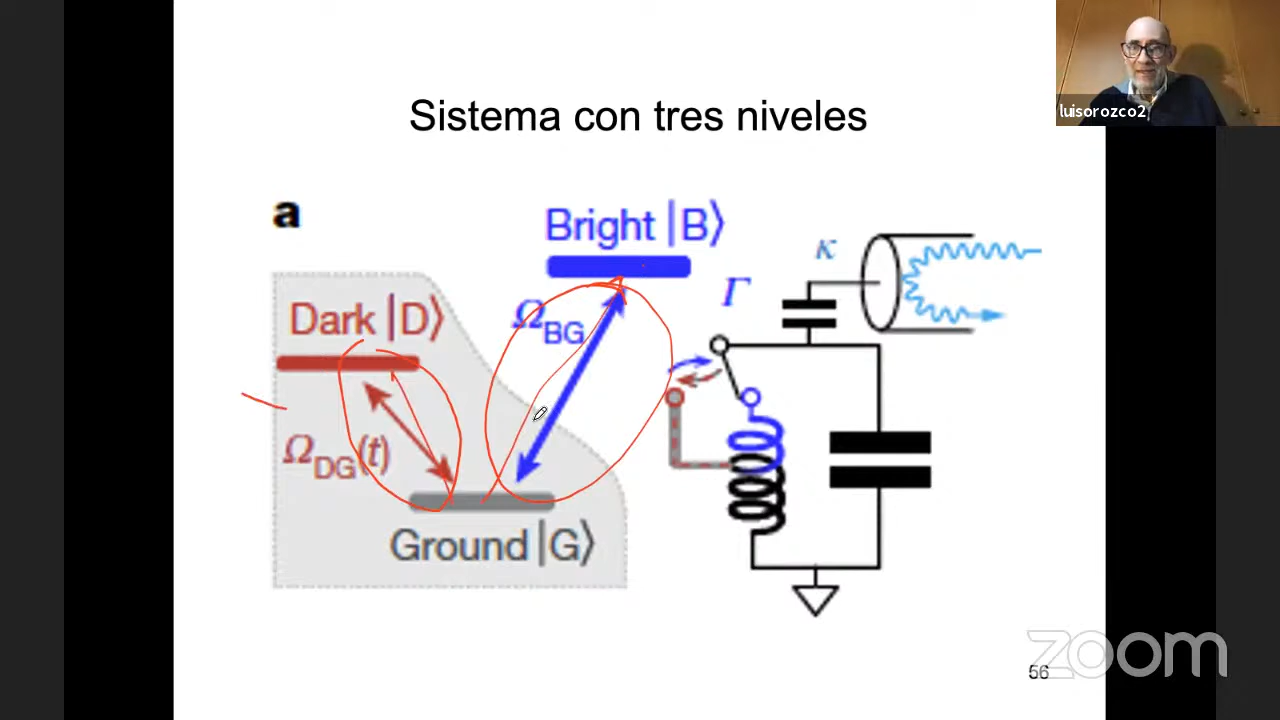 luisorozco2
Sistema con tres niveles
a
Bright |B⟩
κ
Γ
Dark |D⟩
Ω_BG
Ω_DG(t)
Ground |G⟩
56
zoom